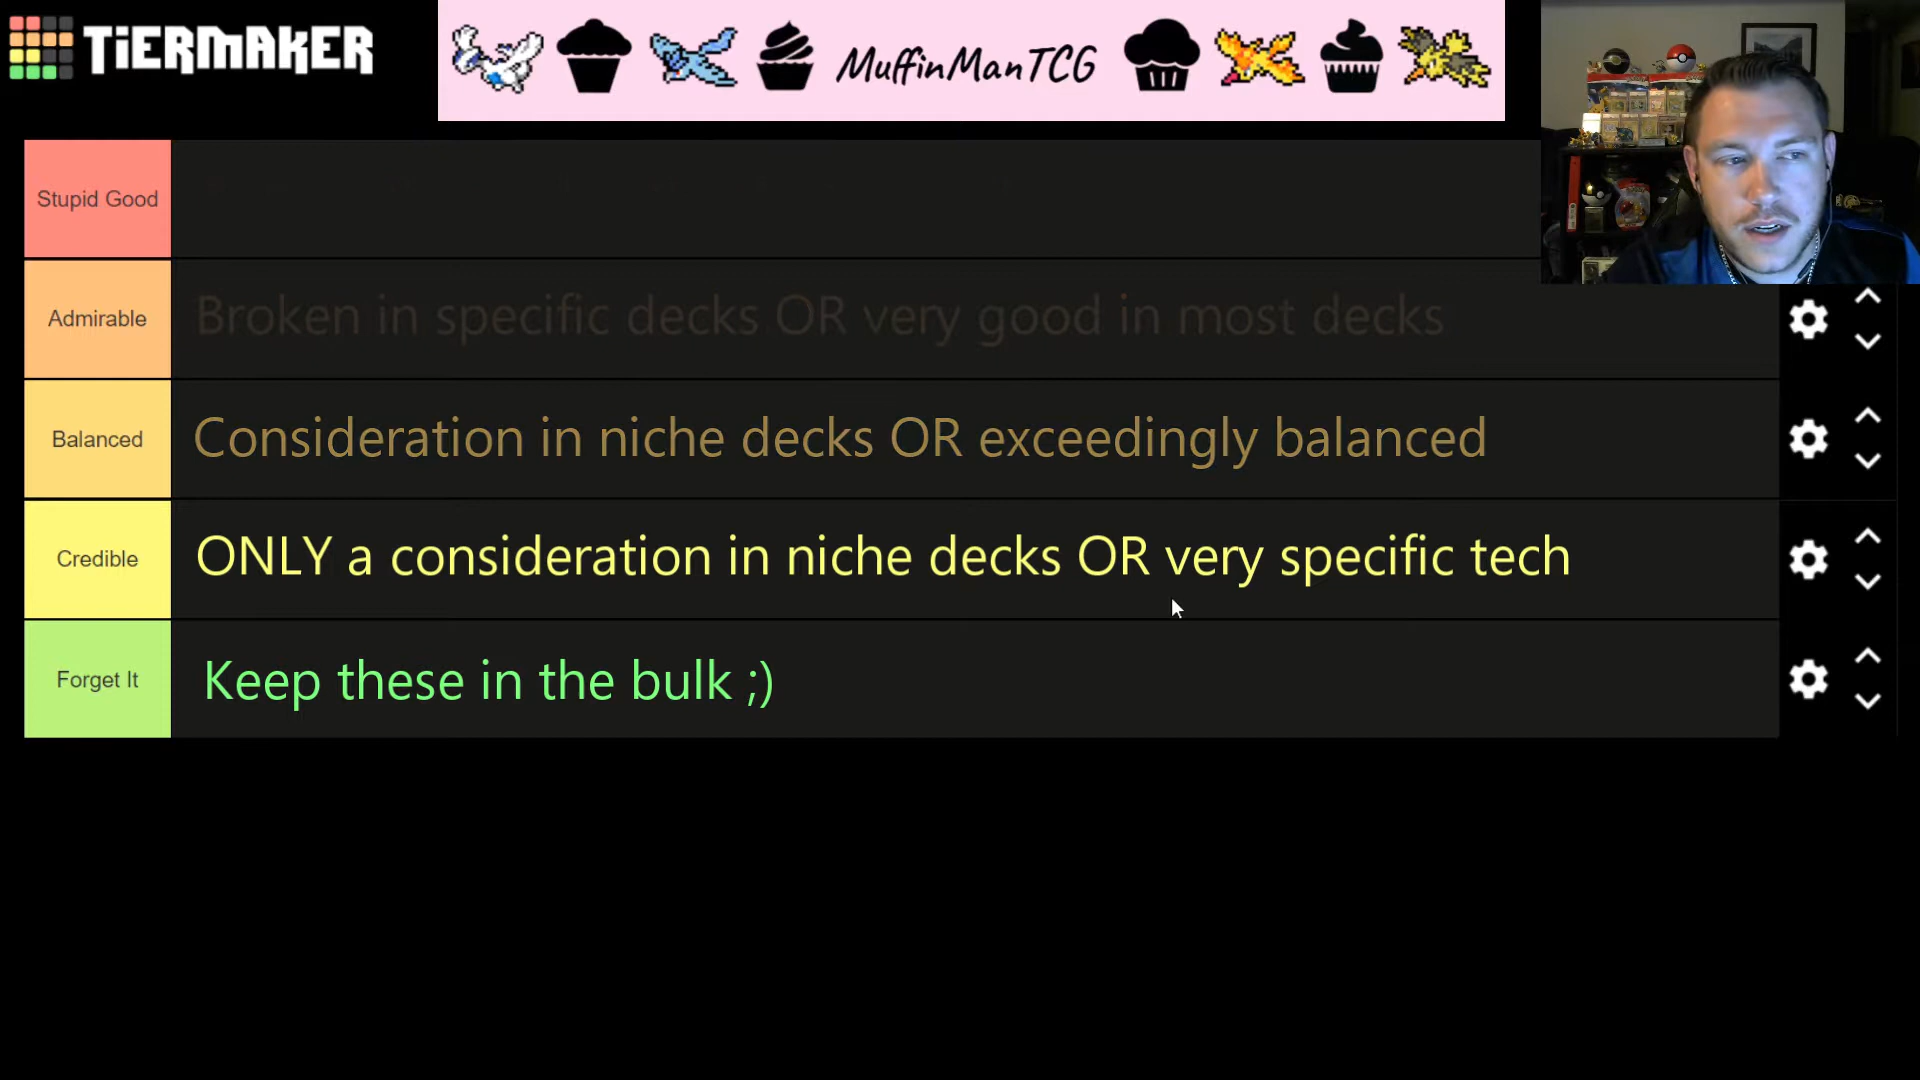 TIERMAKER
MuffinManTCG
Stupid Good
Admirable
Broken in specific decks OR very good in most decks
Balanced
Consideration in niche decks OR exceedingly balanced
Credible
ONLY a consideration in niche decks OR very specific tech
Forget It
Keep these in the bulk ;)